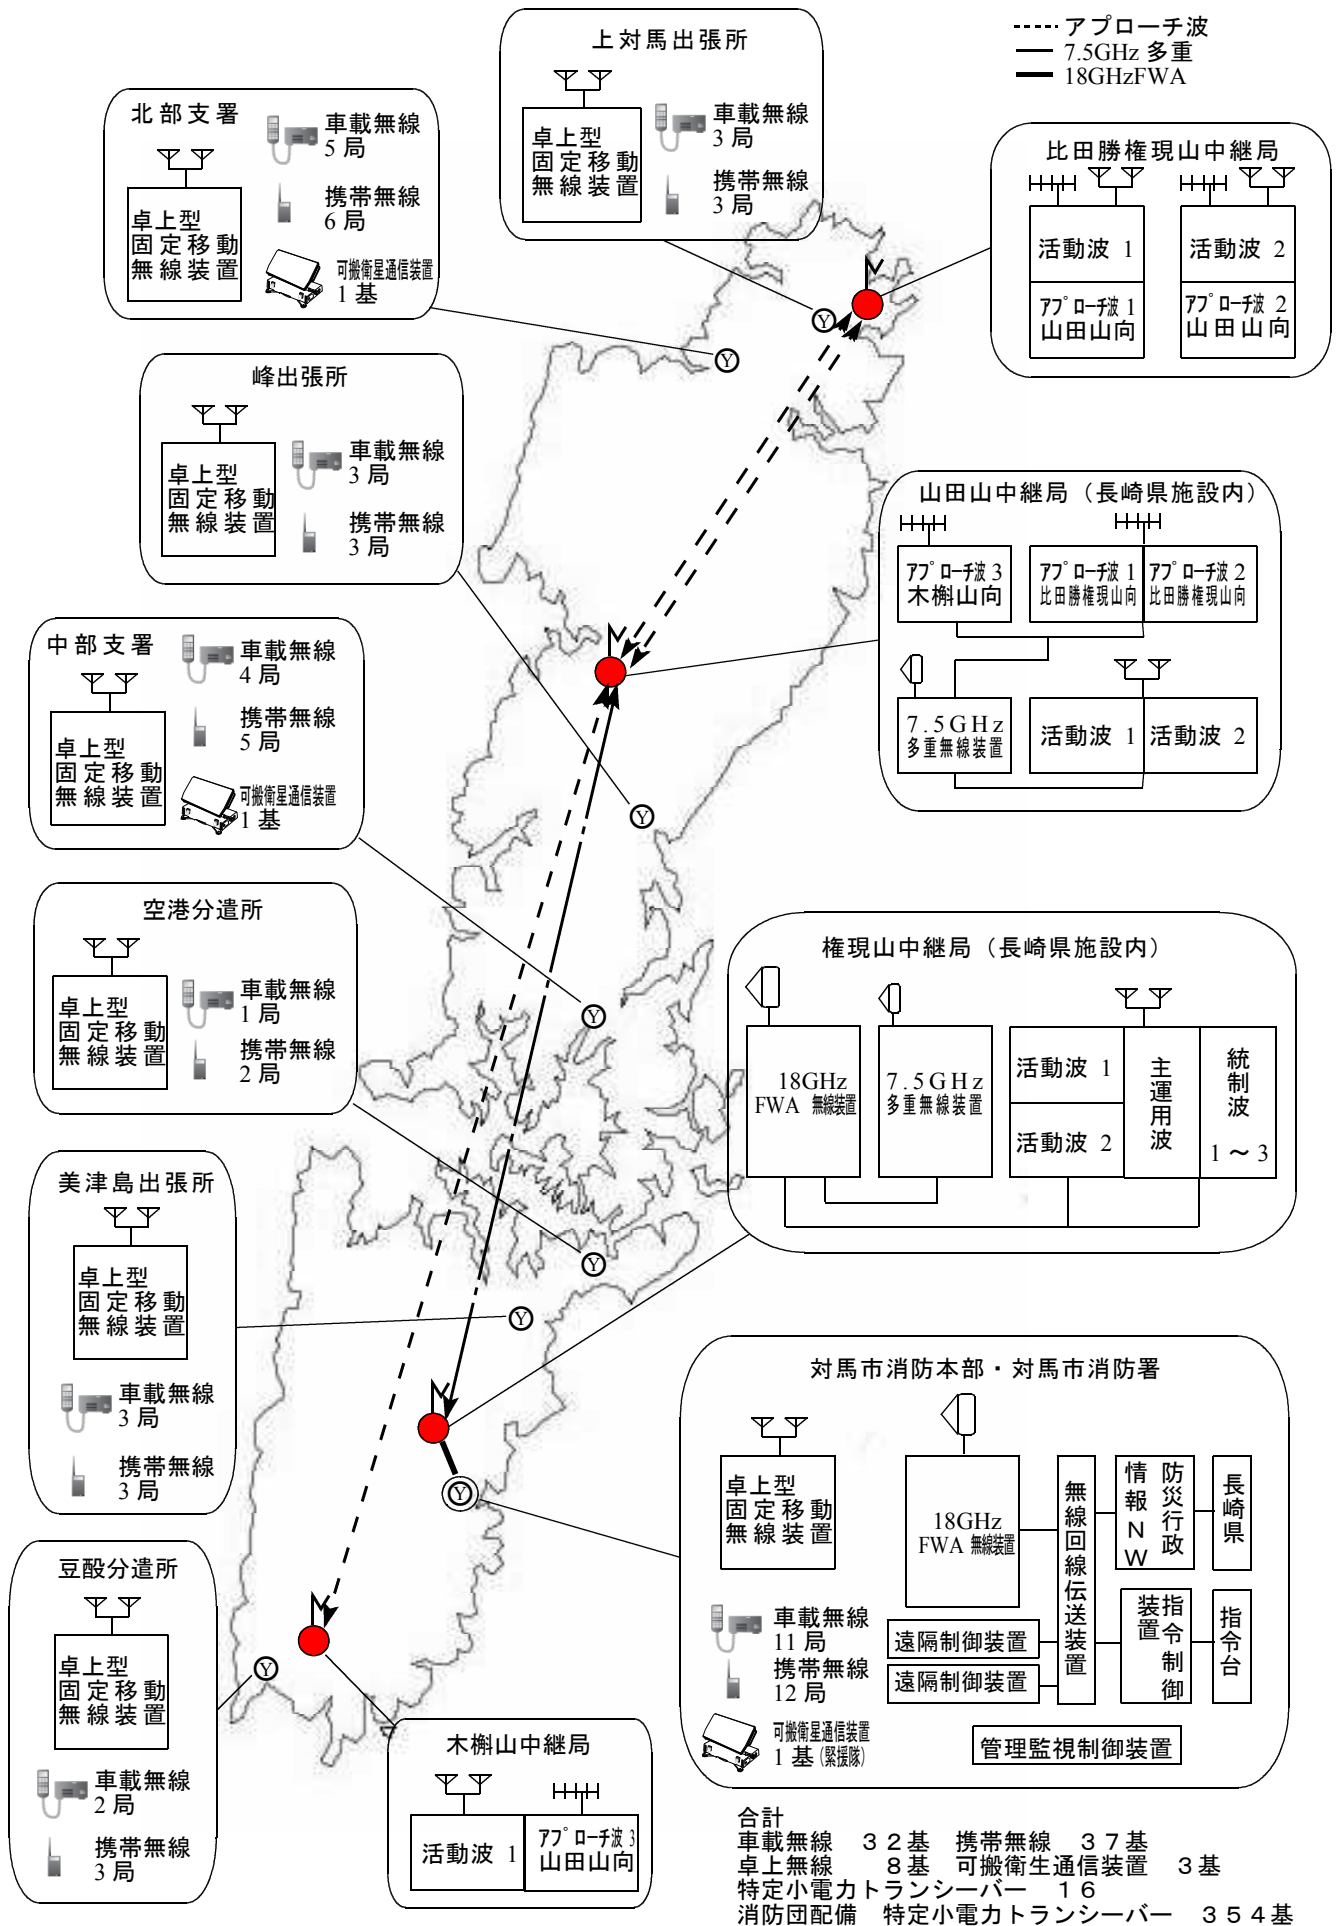 アプローチ波
7.5GHz 多重
18GHzFWA
上対馬出張所
卓上型
固定移動
無線装置
車載無線
3 局
携帯無線
3 局
北部支署
卓上型
固定移動
無線装置
車載無線
5 局
携帯無線
6 局
可搬衛星通信装置
1 基
比田勝権現山中継局
活動波 1
アプローチ波 1
山田山向
活動波 2
アプローチ波 2
山田山向
峰出張所
卓上型
固定移動
無線装置
車載無線
3 局
携帯無線
3 局
山田山中継局（長崎県施設内）
アプローチ波 3
木槲山向
アプローチ波 1
比田勝権現山向
アプローチ波 2
比田勝権現山向
7.5GHz
多重無線装置
活動波 1
活動波 2
中部支署
卓上型
固定移動
無線装置
車載無線
4 局
携帯無線
5 局
可搬衛星通信装置
1 基
空港分遣所
卓上型
固定移動
無線装置
車載無線
1 局
携帯無線
2 局
権現山中継局（長崎県施設内）
18GHz
FWA 無線装置
7.5GHz
多重無線装置
活動波 1
活動波 2
主運用波
統制波
1～3
美津島出張所
卓上型
固定移動
無線装置
車載無線
3 局
携帯無線
3 局
対馬市消防本部・対馬市消防署
卓上型
固定移動
無線装置
車載無線
11 局
携帯無線
12 局
可搬衛星通信装置
1 基 (緊援隊)
18GHz
FWA 無線装置
遠隔制御装置
遠隔制御装置
無線回線伝送装置
防災行政
情報NW
長崎県
指令制御
装置
指令台
管理監視制御装置
豆酘分遣所
卓上型
固定移動
無線装置
車載無線
2 局
携帯無線
3 局
木槲山中継局
活動波 1
アプローチ波 3
山田山向
合計
車載無線　３２基　携帯無線　３７基
卓上無線　　８基　可搬衛生通信装置　３基
特定小電力トランシーバー　１６
消防団配備　特定小電力トランシーバー　３５４基
Y
Y
Y
Y
Y
Y
Y
Y